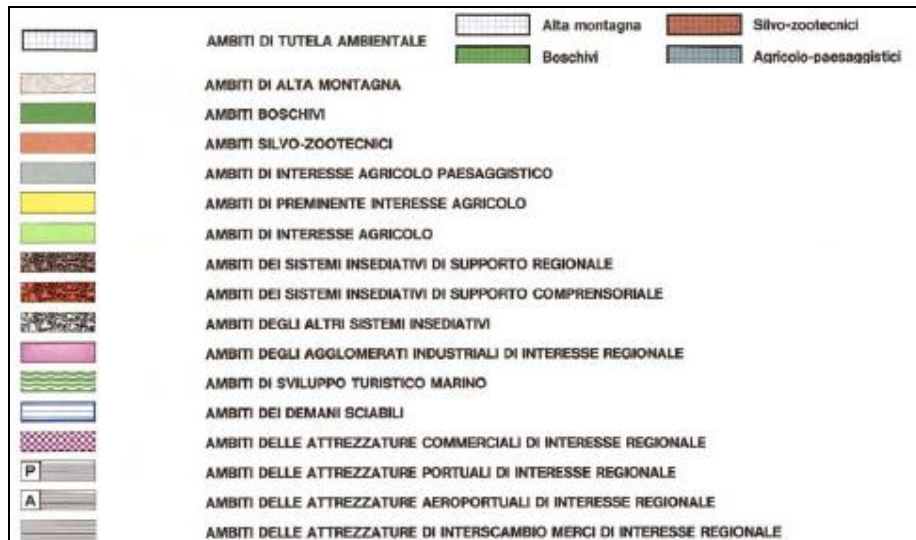 AMBITI DI TUTELA AMBIENTALE
Alta montagna
Silvo-zootecnici
Boschivi
Agricolo-paesaggistici
AMBITI DI ALTA MONTAGNA
AMBITI BOSCHIVI
AMBITI SILVO-ZOOTECNICI
AMBITI DI INTERESSE AGRICOLO PAESAGGISTICO
AMBITI DI PREMINENTE INTERESSE AGRICOLO
AMBITI DI INTERESSE AGRICOLO
AMBITI DEI SISTEMI INSEDIATIVI DI SUPPORTO REGIONALE
AMBITI DEI SISTEMI INSEDIATIVI DI SUPPORTO COMPRENSORIALE
AMBITI DEGLI ALTRI SISTEMI INSEDIATIVI
AMBITI DEGLI AGGLOMERATI INDUSTRIALI DI INTERESSE REGIONALE
AMBITI DI SVILUPPO TURISTICO MARINO
AMBITI DEI DEMANI SCIABILI
AMBITI DELLE ATTREZZATURE COMMERCIALI DI INTERESSE REGIONALE
P AMBITI DELLE ATTREZZATURE PORTUALI DI INTERESSE REGIONALE
A AMBITI DELLE ATTREZZATURE AEROPORTUALI DI INTERESSE REGIONALE
AMBITI DELLE ATTREZZATURE DI INTERSCAMBIO MERCI DI INTERESSE REGIONALE